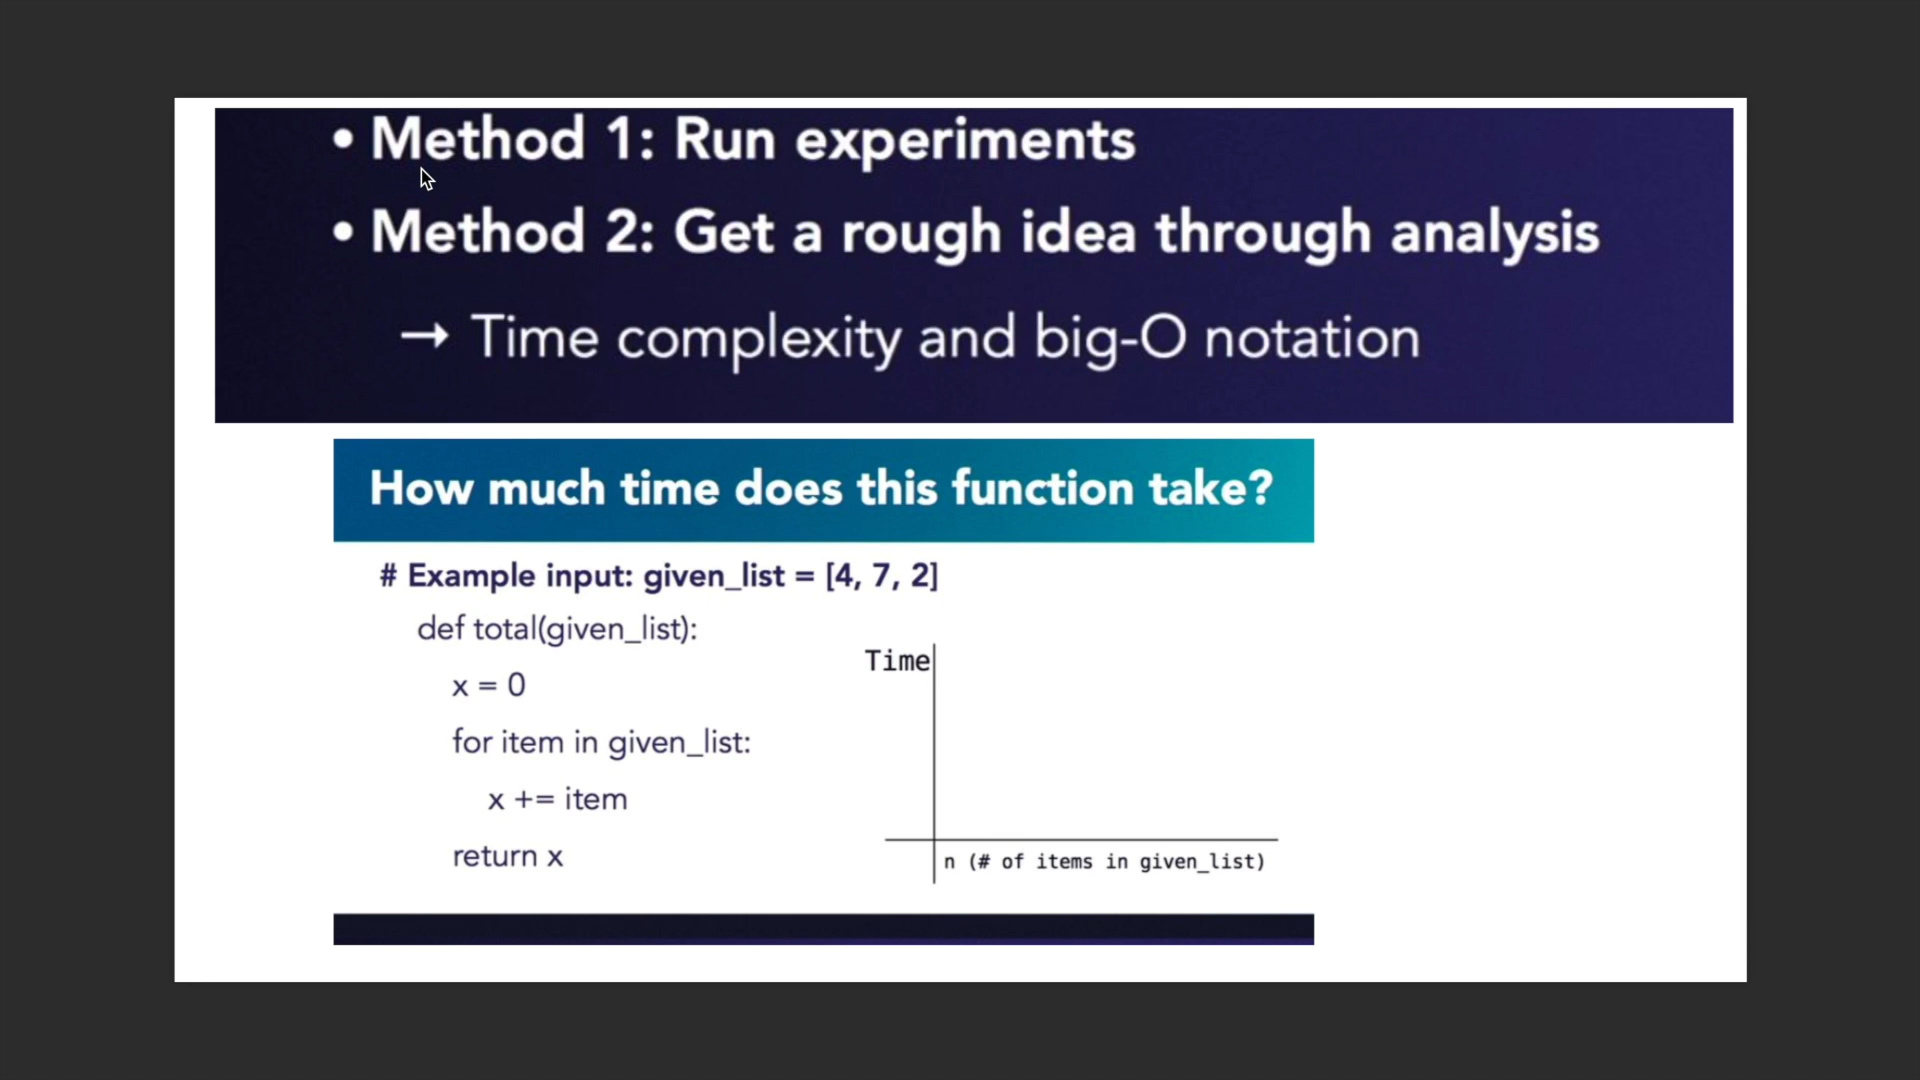 • Method 1: Run experiments
• Method 2: Get a rough idea through analysis
→ Time complexity and big-O notation
How much time does this function take?
# Example input: given_list = [4, 7, 2]
def total(given_list):
x = 0
for item in given_list:
x += item
return x
Time
n (# of items in given_list)